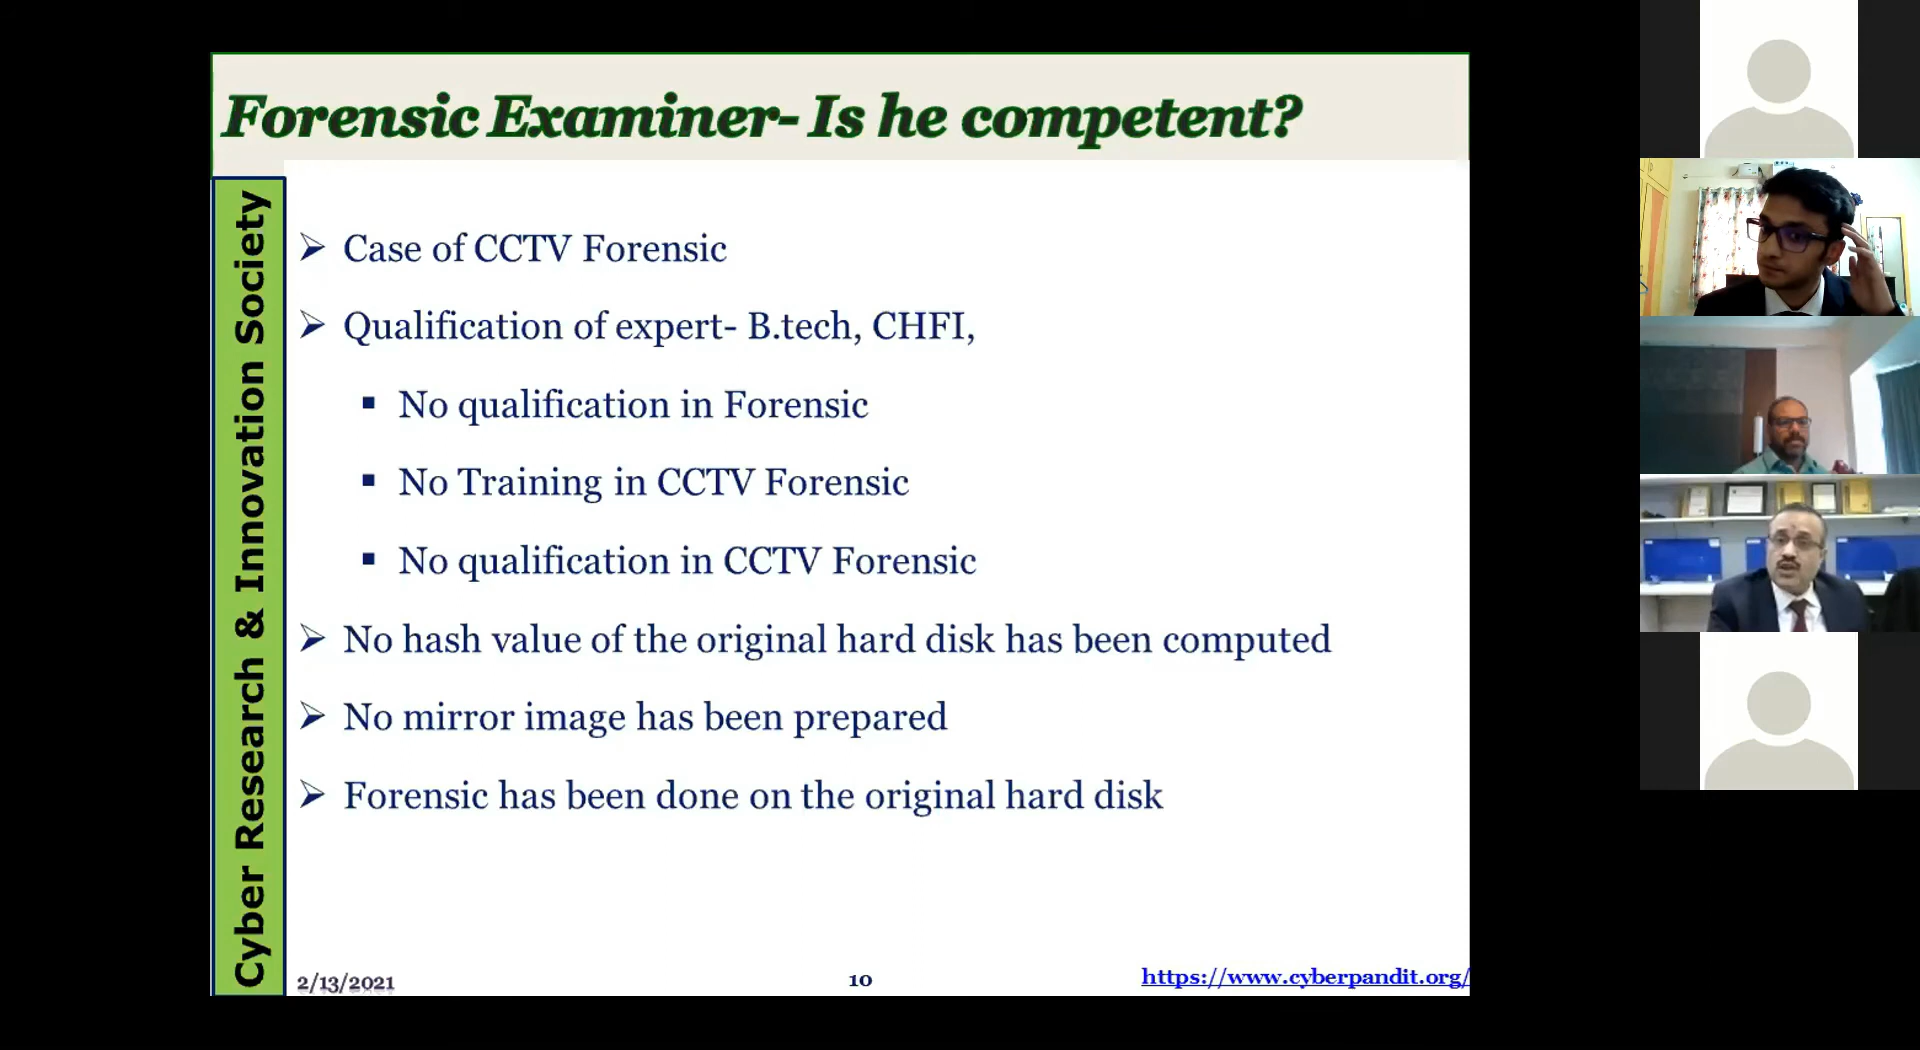 Forensic Examiner- Is he competent?
Cyber Research & Innovation Society
Case of CCTV Forensic
Qualification of expert- B.tech, CHFI,
No qualification in Forensic
No Training in CCTV Forensic
No qualification in CCTV Forensic
No hash value of the original hard disk has been computed
No mirror image has been prepared
Forensic has been done on the original hard disk
2/13/2021
10
https://www.cyberpandit.org/